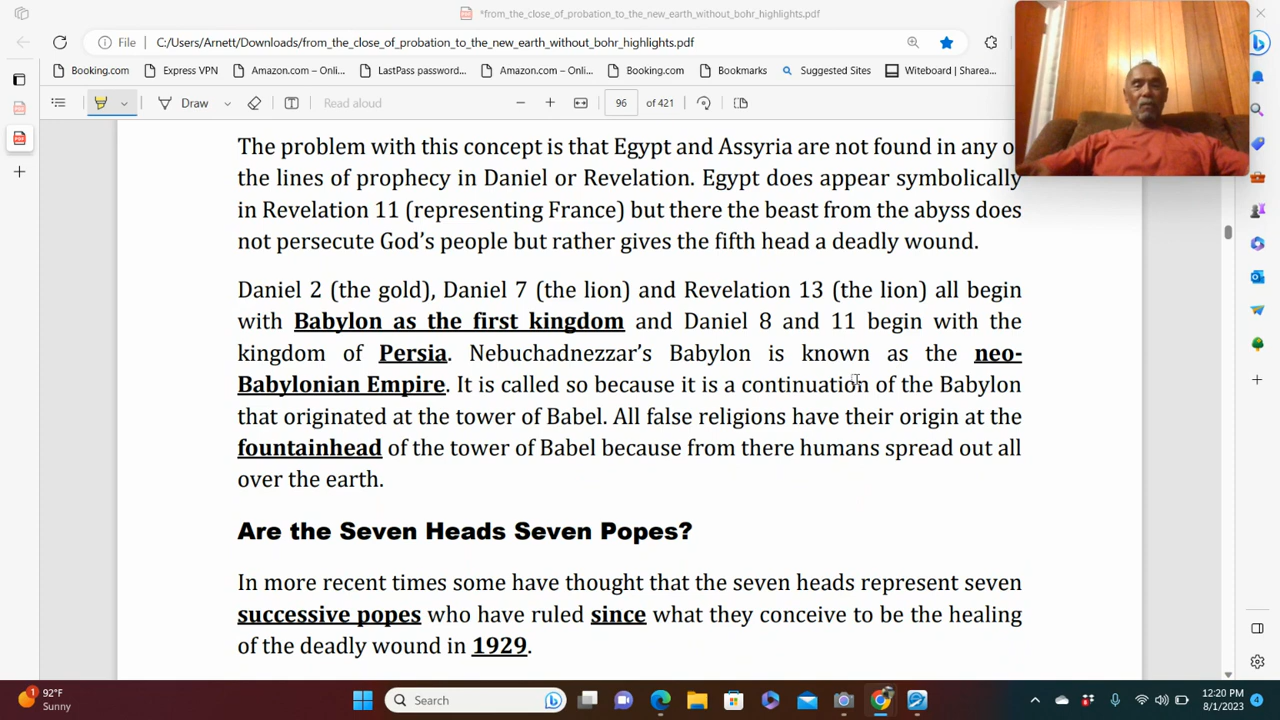 *from_the_close_of_probation_to_the_new_earth_without_bohr_highlights.pdf
File C:/Users/Arnett/Downloads/from_the_close_of_probation_to_the_new_earth_without_bohr_highlights.pdf
Booking.com Express VPN Amazon.com – Onli... LastPass password... Amazon.com – Onli... Booking.com Bookmarks Suggested Sites Witeboard | Sharea...
Draw Read aloud 96 of 421
The problem with this concept is that Egypt and Assyria are not found in any
the lines of prophecy in Daniel or Revelation. Egypt does appear symbolically
in Revelation 11 (representing France) but there the beast from the abyss does
not persecute God’s people but rather gives the fifth head a deadly wound.
Daniel 2 (the gold), Daniel 7 (the lion) and Revelation 13 (the lion) all begin
with Babylon as the first kingdom and Daniel 8 and 11 begin with the
kingdom of Persia. Nebuchadnezzar’s Babylon is known as the neo-
Babylonian Empire. It is called so because it is a continuation of the Babylon
that originated at the tower of Babel. All false religions have their origin at the
fountainhead of the tower of Babel because from there humans spread out all
over the earth.
Are the Seven Heads Seven Popes?
In more recent times some have thought that the seven heads represent seven
successive popes who have ruled since what they conceive to be the healing
of the deadly wound in 1929.
1
92°F
Sunny
Search
12:20 PM
8/1/2023
4